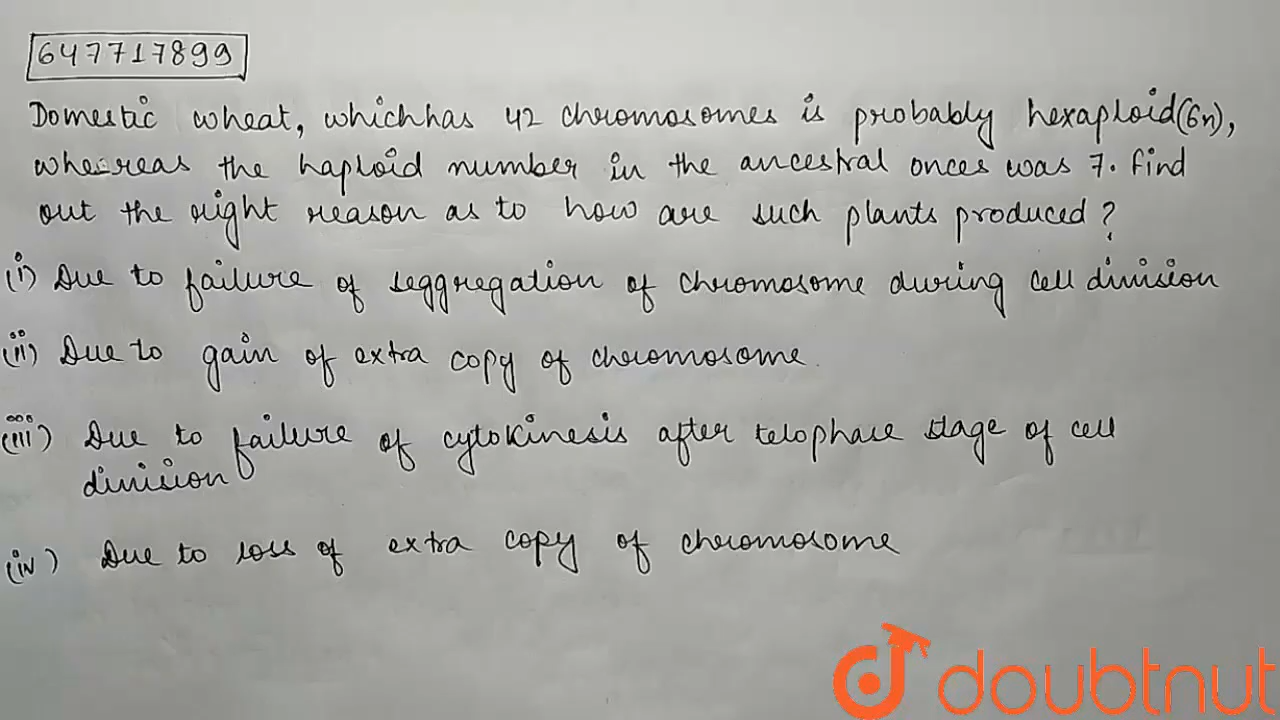 647717899
Domestic wheat, whichhas 42 chromosomes is probably hexaploid(6n),
whereas the haploid number in the ancestral onces was 7. Find
out the right reason as to how are such plants produced?
(i) Due to failure of seggregation of chromosome during cell division
(ii) Due to gain of extra copy of chromosome.
(iii) Due to failure of cytokinesis after telophase stage of cell
division
(iv) Due to loss of extra copy of chromosome
doubtnut